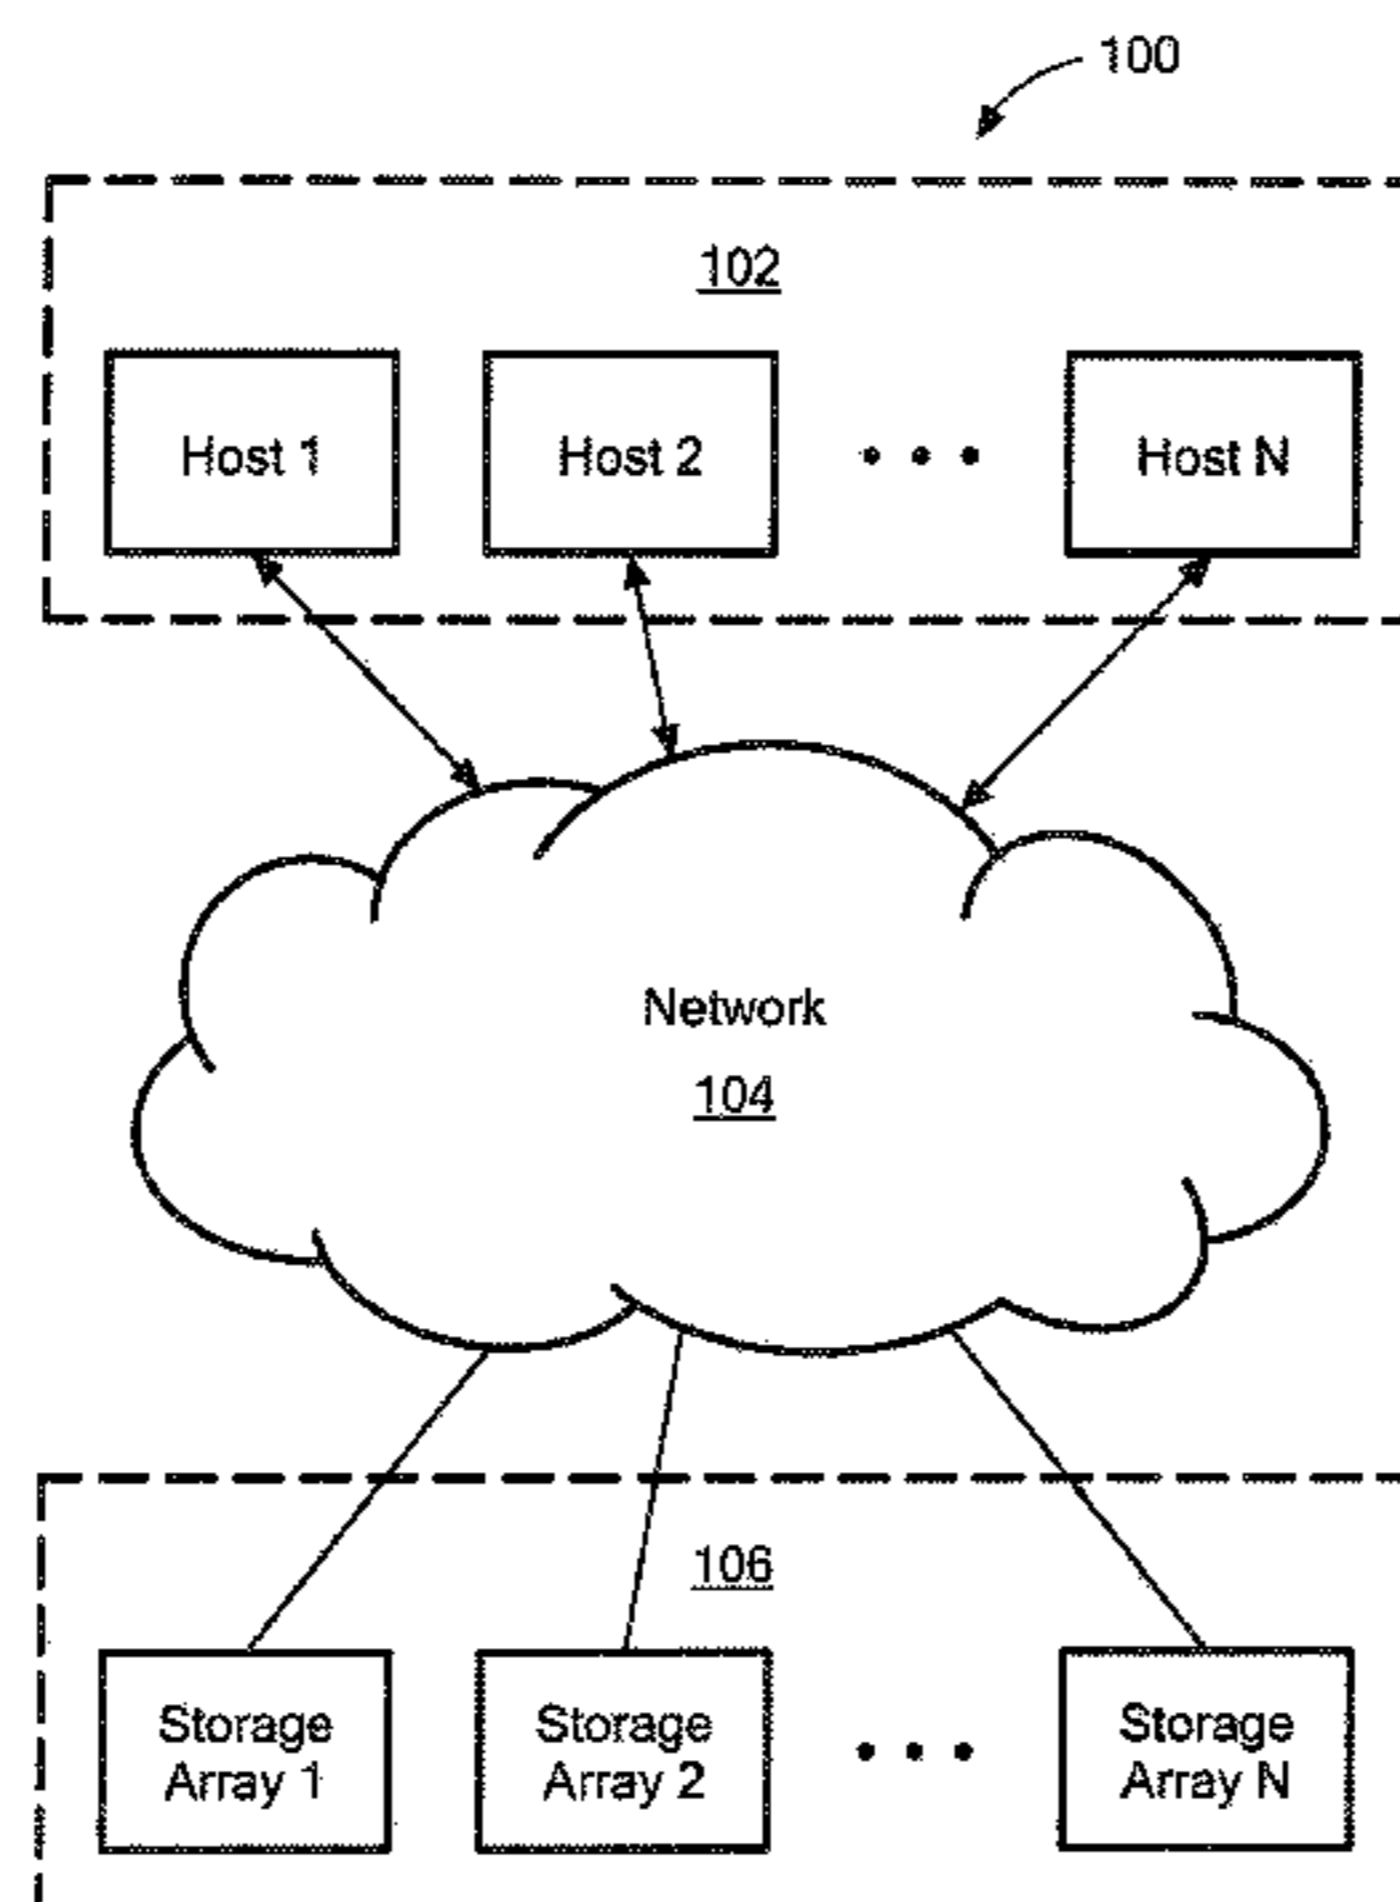 100
102
Host 1
Host 2
Host N
Network
104
106
Storage
Array 1
Storage
Array 2
Storage
Array N